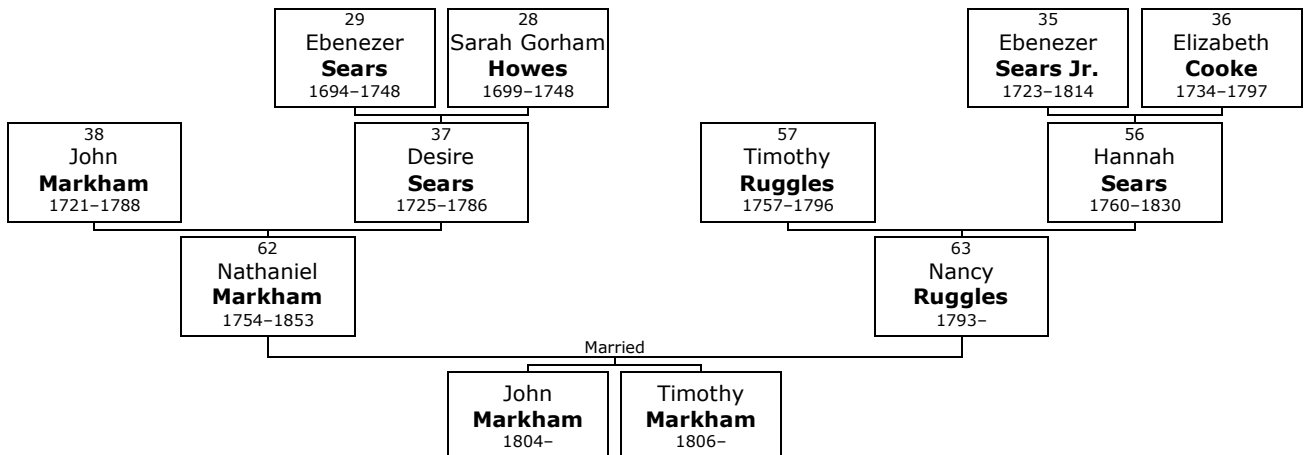 29
Ebenezer
Sears
1694–1748
28
Sarah Gorham
Howes
1699–1748
35
Ebenezer
Sears Jr.
1723–1814
36
Elizabeth
Cooke
1734–1797
38
John
Markham
1721–1788
37
Desire
Sears
1725–1786
57
Timothy
Ruggles
1757–1796
56
Hannah
Sears
1760–1830
62
Nathaniel
Markham
1754–1853
63
Nancy
Ruggles
1793–
Married
John
Markham
1804–
Timothy
Markham
1806–